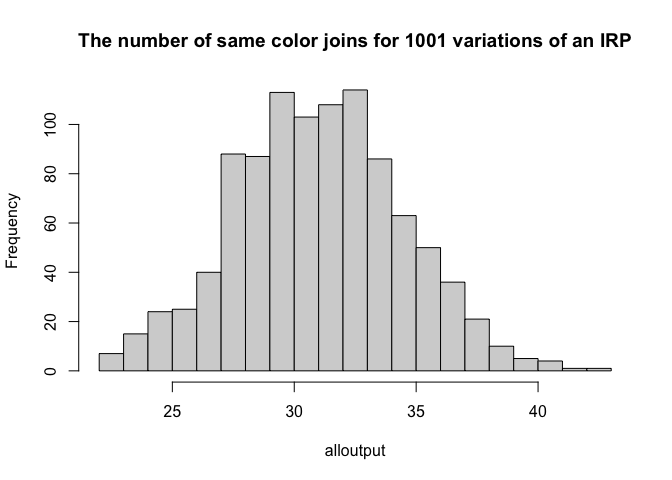 The number of same color joins for 1001 variations of an IRP
Frequency
100
80
60
40
20
0
25 30 35 40
alloutput